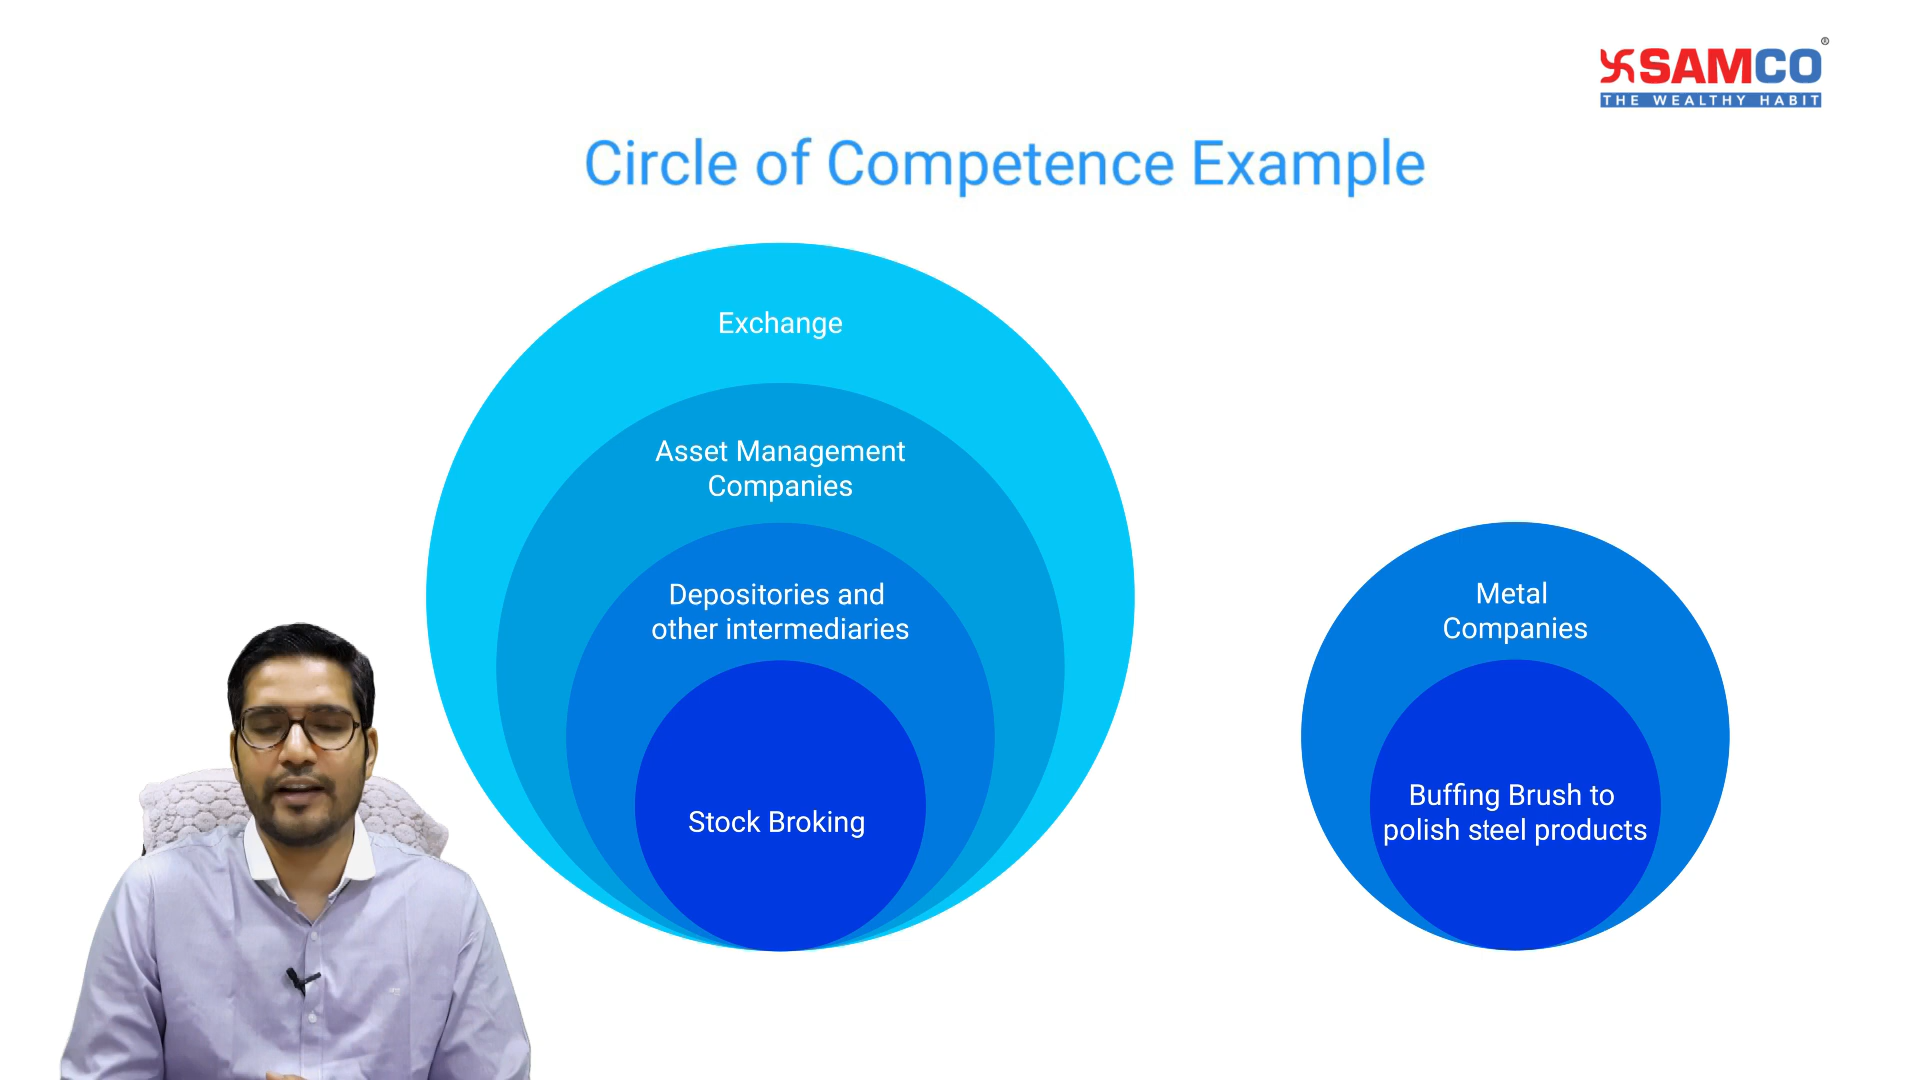 SAMCO
®
THE WEALTHY HABIT
Circle of Competence Example
Exchange
Asset Management
Companies
Depositories and
other intermediaries
Stock Broking
Metal
Companies
Buffing Brush to
polish steel products